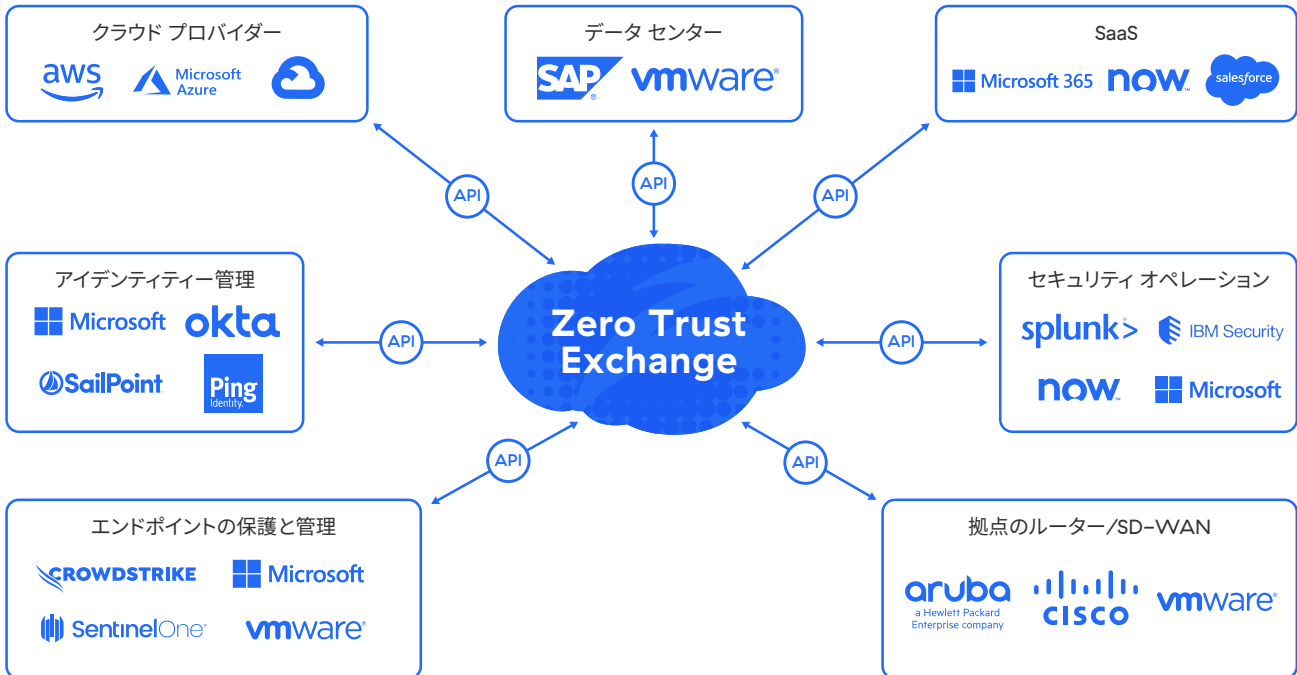 クラウド プロバイダー
aws
Microsoft
Azure
データ センター
SAP®
vmware®
SaaS
Microsoft 365
now™
salesforce
API
API
API
アイデンティティー管理
Microsoft
okta
SailPoint
Ping
Identity®
API
Zero Trust
Exchange
API
セキュリティ オペレーション
splunk>
IBM Security
now™
Microsoft
API
API
エンドポイントの保護と管理
CROWDSTRIKE
Microsoft
SentinelOne®
vmware®
拠点のルーター/SD-WAN
aruba
a Hewlett Packard
Enterprise company
CISCO
vmware®